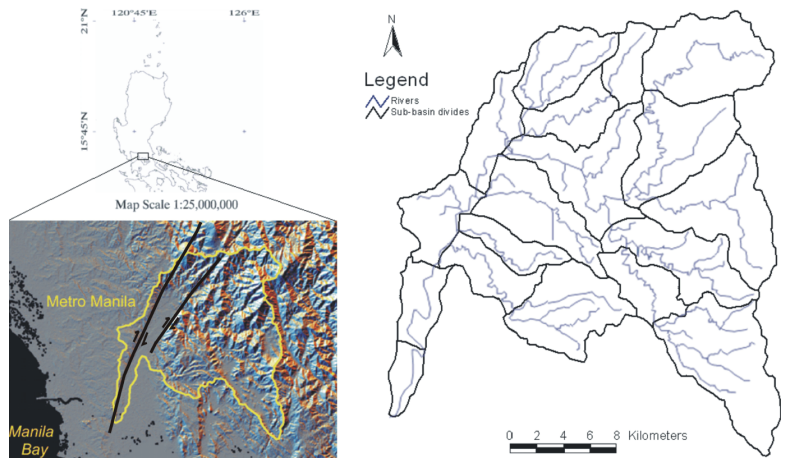 120°45'E 126°E
21°N
15°45'N
Map Scale 1:25,000,000
Metro Manila
Manila
Bay
N
Legend
Rivers
Sub-basin divides
0 2 4 6 8 Kilometers